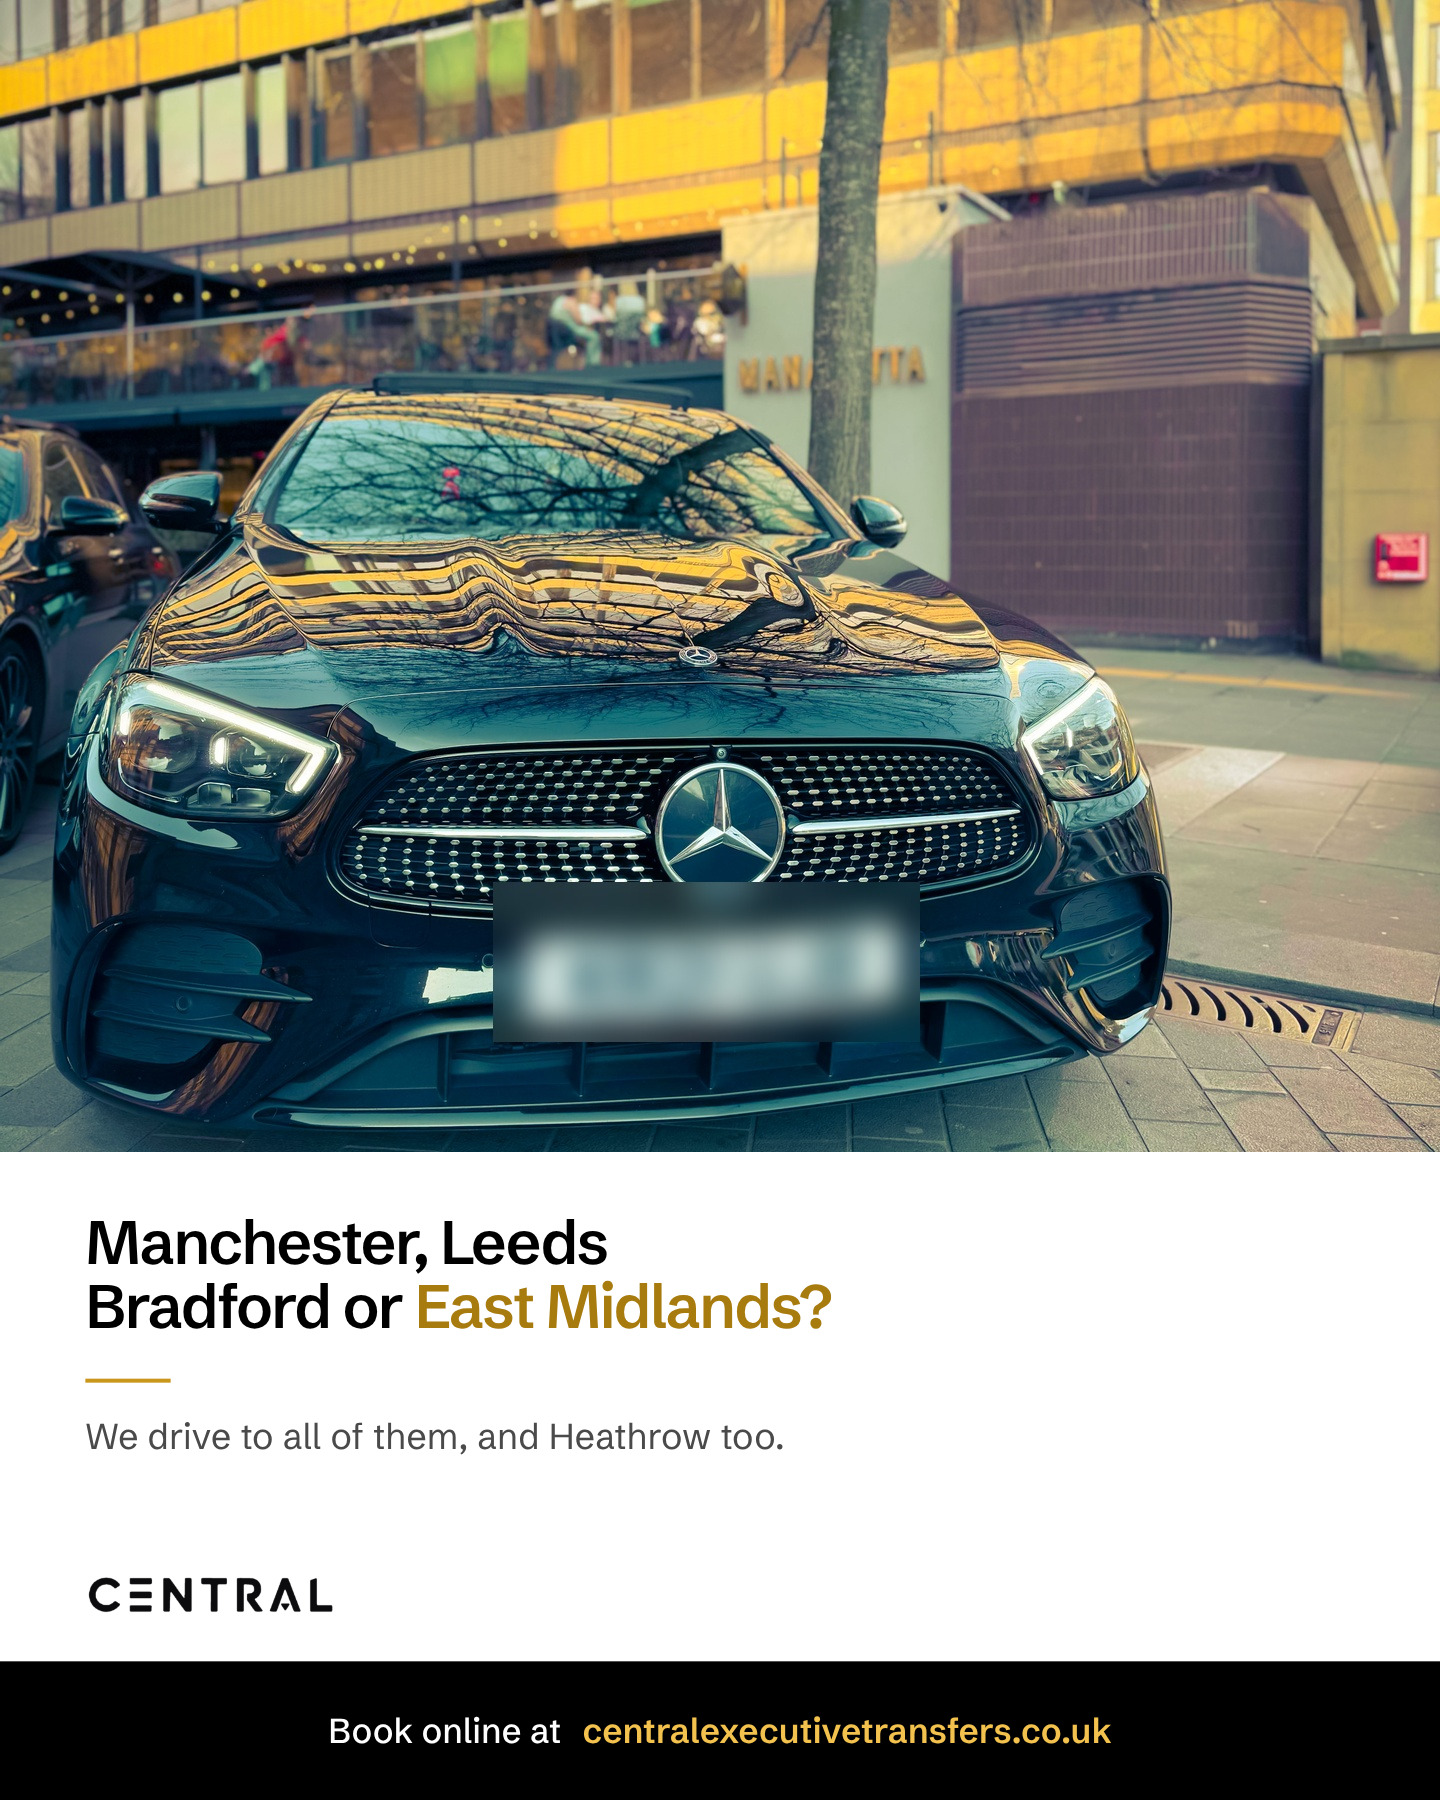 Manchester, Leeds
Bradford or East Midlands?
We drive to all of them, and Heathrow too.
CENTRAL
Book online at centralexecutivetransfers.co.uk